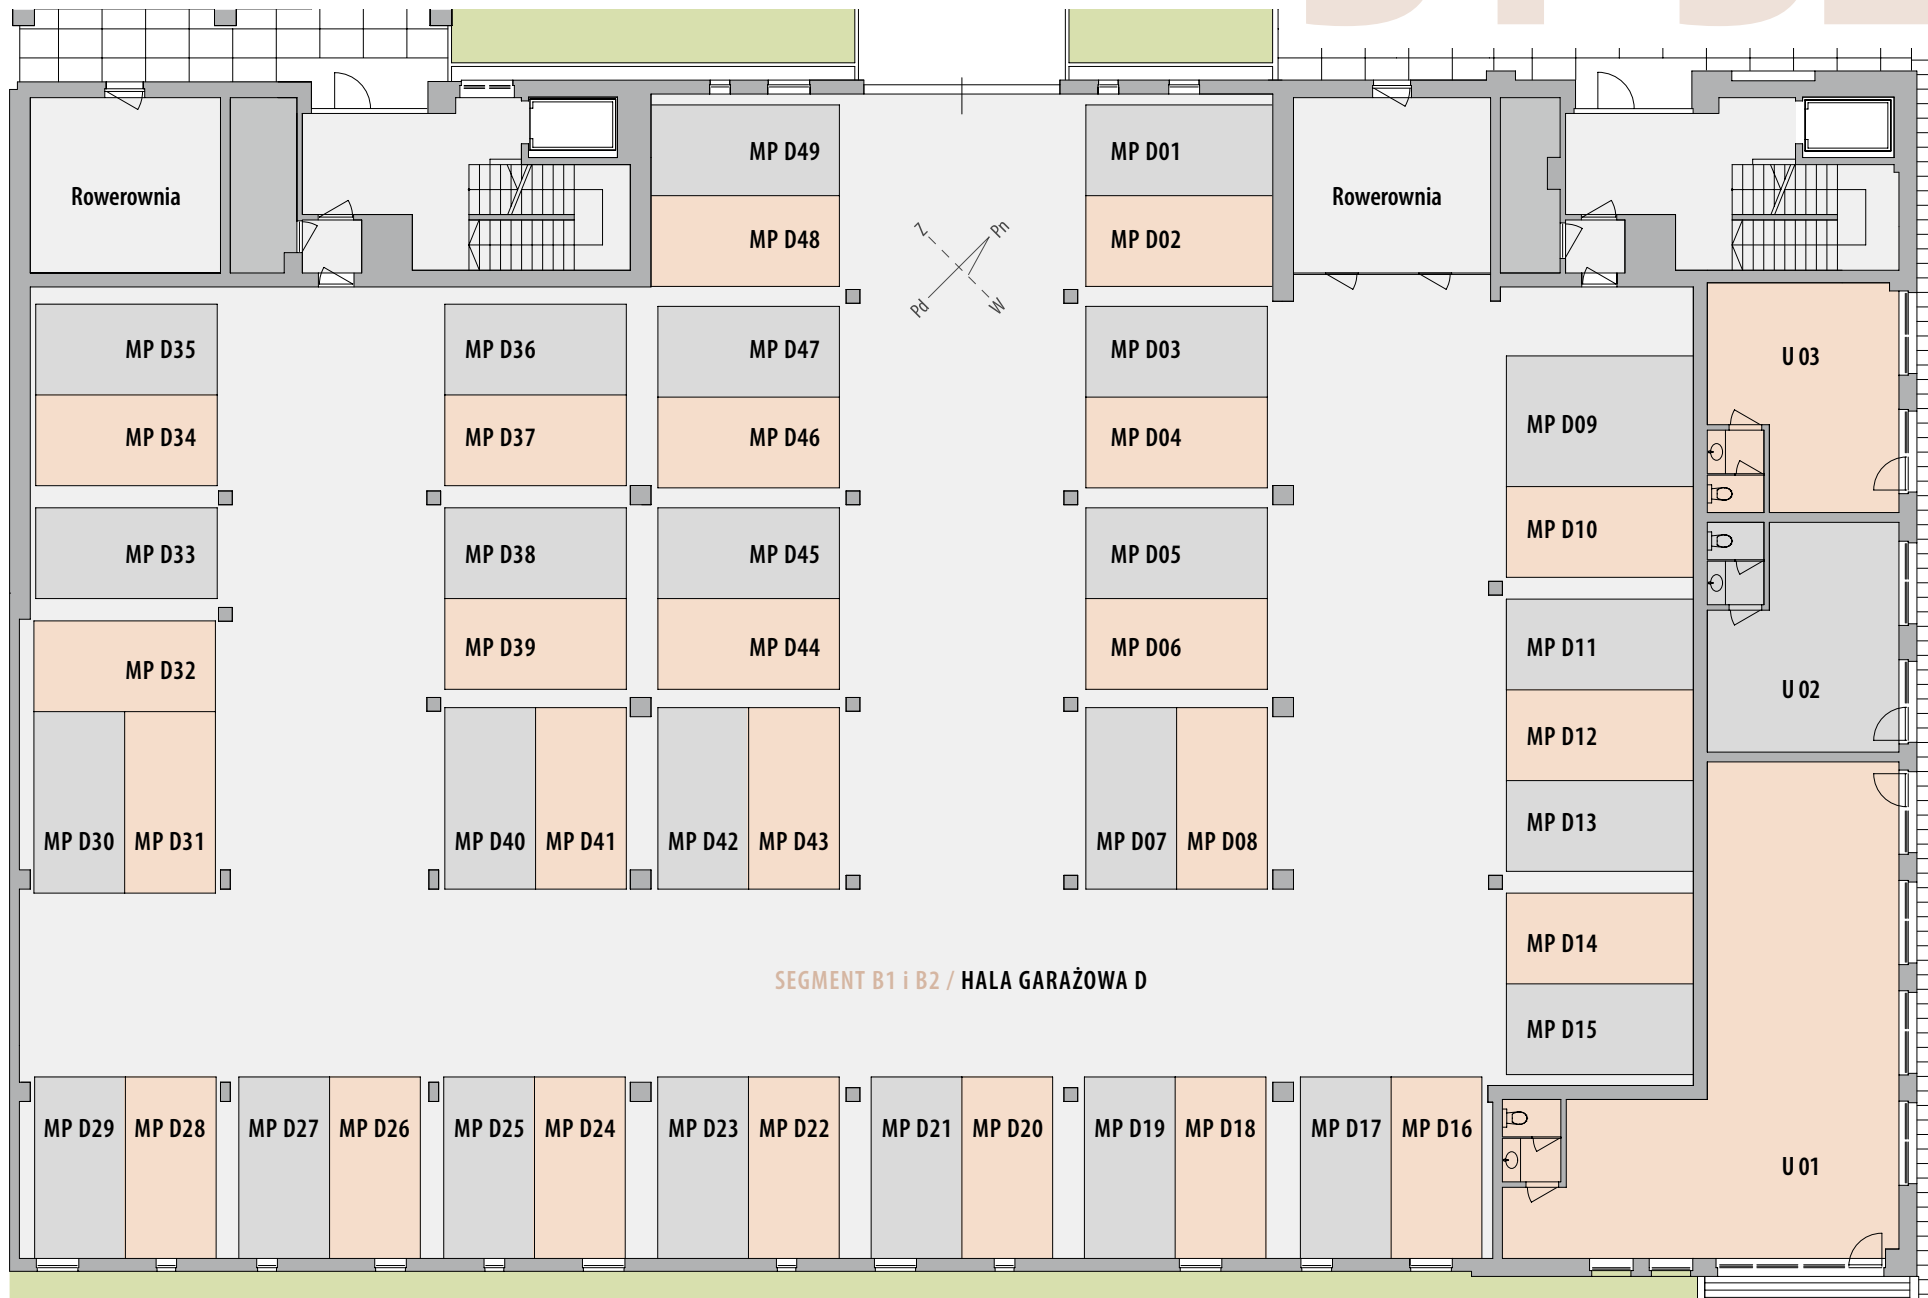 MP D49
MP D01
Rowerownia
Rowerownia
MP D48
MP D02
Z
Pn
Pd
W
MP D35
MP D36
MP D47
MP D03
U 03
MP D34
MP D37
MP D46
MP D04
MP D09
MP D33
MP D38
MP D45
MP D05
MP D10
MP D32
MP D39
MP D44
MP D06
MP D11
U 02
MP D12
MP D30
MP D31
MP D40
MP D41
MP D42
MP D43
MP D07
MP D08
MP D13
MP D14
SEGMENT B1 i B2 / HALA GARAŻOWA D
MP D15
MP D29
MP D28
MP D27
MP D26
MP D25
MP D24
MP D23
MP D22
MP D21
MP D20
MP D19
MP D18
MP D17
MP D16
U 01